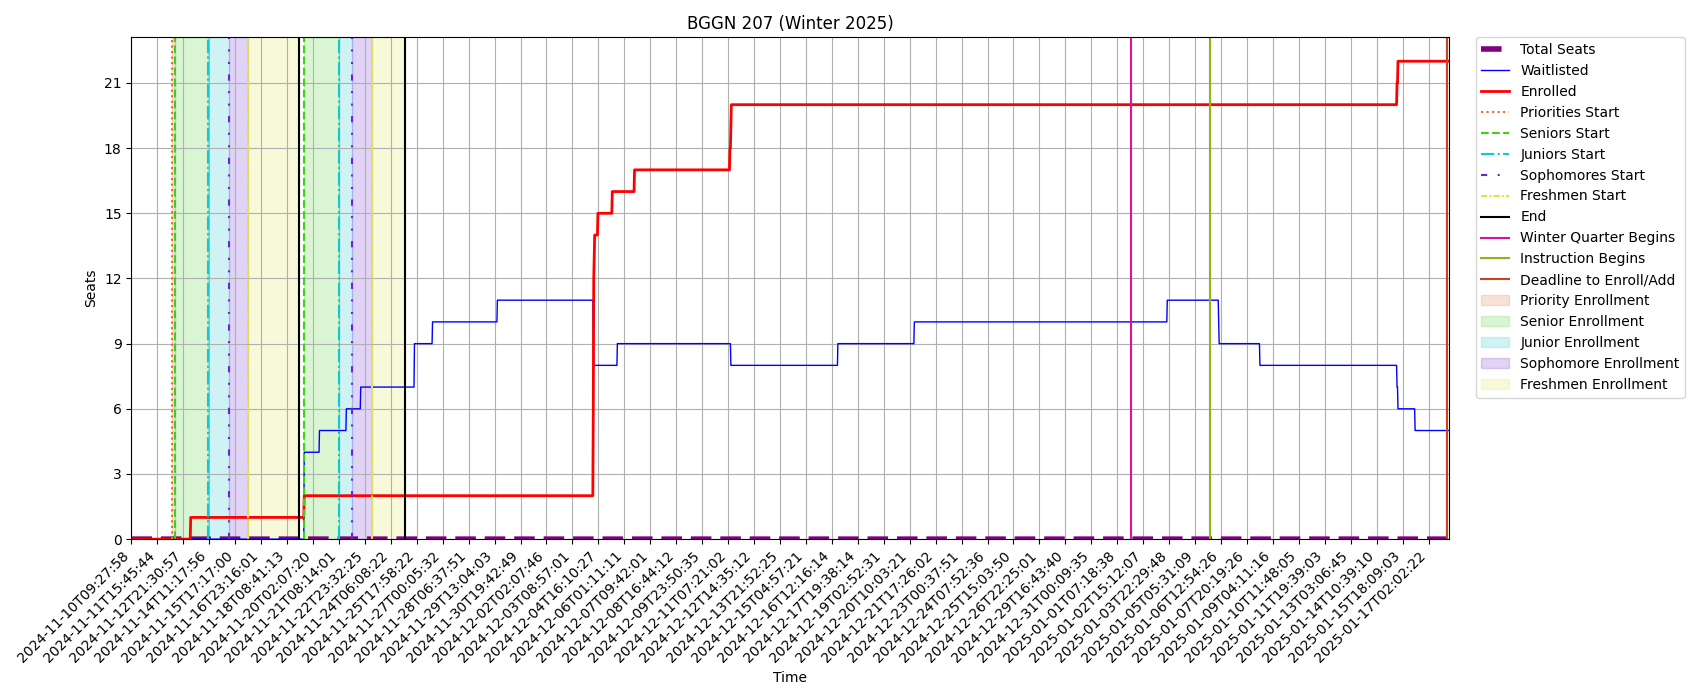 BGGN 207 (Winter 2025)
Seats
21
18
15
12
9
6
3
0
2024-11-10T09:27:58
2024-11-11T15:45:44
2024-11-12T21:30:57
2024-11-14T11:17:56
2024-11-15T17:17:00
2024-11-16T23:16:01
2024-11-18T08:41:13
2024-11-20T02:07:20
2024-11-21T08:14:01
2024-11-22T23:32:25
2024-11-24T16:08:22
2024-11-25T17:58:22
2024-11-27T00:05:32
2024-11-28T06:37:51
2024-11-29T13:04:03
2024-11-30T19:42:49
2024-12-02T02:07:46
2024-12-03T08:57:01
2024-12-04T16:10:27
2024-12-06T01:11:11
2024-12-07T09:42:01
2024-12-08T16:44:12
2024-12-09T23:50:35
2024-12-11T07:21:02
2024-12-12T14:35:12
2024-12-13T21:52:25
2024-12-15T04:57:21
2024-12-16T12:16:14
2024-12-17T19:38:14
2024-12-19T02:52:31
2024-12-20T10:03:21
2024-12-21T17:26:02
2024-12-23T00:37:51
2024-12-24T07:52:36
2024-12-25T15:03:50
2024-12-26T22:25:01
2024-12-29T16:43:40
2024-12-31T00:09:35
2025-01-01T07:18:38
2025-01-02T15:12:07
2025-01-03T22:29:48
2025-01-05T05:31:09
2025-01-06T12:54:26
2025-01-07T20:19:26
2025-01-09T04:11:16
2025-01-10T11:48:05
2025-01-11T19:39:03
2025-01-13T03:06:45
2025-01-14T10:39:10
2025-01-15T18:09:03
2025-01-17T02:02:22
Time
Total Seats
Waitlisted
Enrolled
Priorities Start
Seniors Start
Juniors Start
Sophomores Start
Freshmen Start
End
Winter Quarter Begins
Instruction Begins
Deadline to Enroll/Add
Priority Enrollment
Senior Enrollment
Junior Enrollment
Sophomore Enrollment
Freshmen Enrollment